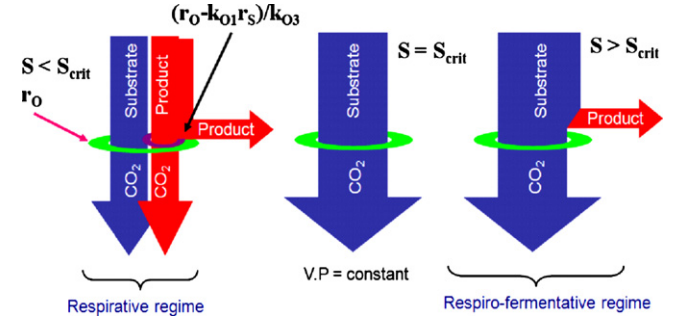 (rO-kO1rS)/kO3
S < Scrit
rO
Substrate
Product
Product
CO2
CO2
S = Scrit
Substrate
CO2
V.P = constant
S > Scrit
Substrate
Product
CO2
Respirative regime
Respiro-fermentative regime